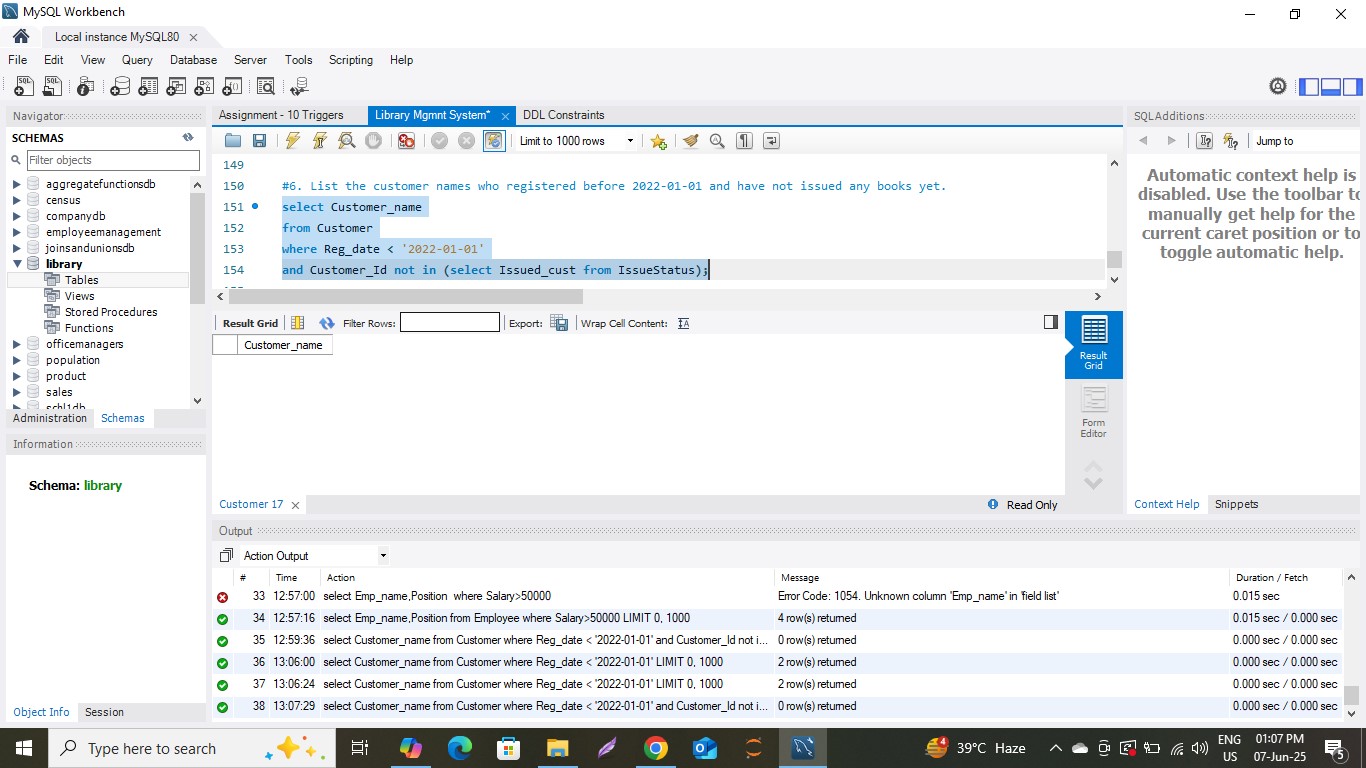 MySQL Workbench
Local instance MySQL80
File Edit View Query Database Server Tools Scripting Help
Navigator
SCHEMAS
Filter objects
aggregatefunctionsdb
census
companydb
employeemanagement
joinsandunionsdb
library
Tables
Views
Stored Procedures
Functions
officemanagers
population
product
sales
Administration Schemas
Information
Schema: library
Object Info Session
Assignment - 10 Triggers Library Mgmnt System* DDL Constraints
Limit to 1000 rows
149
150 #6. List the customer names who registered before 2022-01-01 and have not issued any books yet.
151 select Customer_name
152 from Customer
153 where Reg_date < '2022-01-01'
154 and Customer_Id not in (select Issued_cust from IssueStatus);
Result Grid Filter Rows: Export: Wrap Cell Content:
Customer_name
Result Grid
Form Editor
Customer 17
Read Only
SQLAdditions
Jump to
Automatic context help is
disabled. Use the toolbar to
manually get help for the
current caret position or to
toggle automatic help.
Context Help Snippets
Output
Action Output
# Time Action Message Duration / Fetch
33 12:57:00 select Emp_name,Position where Salary>50000 Error Code: 1054. Unknown column 'Emp_name' in 'field list' 0.015 sec
34 12:57:16 select Emp_name,Position from Employee where Salary>50000 LIMIT 0, 1000 4 row(s) returned 0.015 sec / 0.000 sec
35 12:59:36 select Customer_name from Customer where Reg_date < '2022-01-01' and Customer_Id not i... 0 row(s) returned 0.000 sec / 0.000 sec
36 13:06:00 select Customer_name from Customer where Reg_date < '2022-01-01' LIMIT 0, 1000 2 row(s) returned 0.000 sec / 0.000 sec
37 13:06:24 select Customer_name from Customer where Reg_date < '2022-01-01' LIMIT 0, 1000 2 row(s) returned 0.000 sec / 0.000 sec
38 13:07:29 select Customer_name from Customer where Reg_date < '2022-01-01' and Customer_Id not i... 0 row(s) returned 0.000 sec / 0.000 sec
Type here to search
4
39°C Haze
ENG
US
01:07 PM
07-Jun-25
5